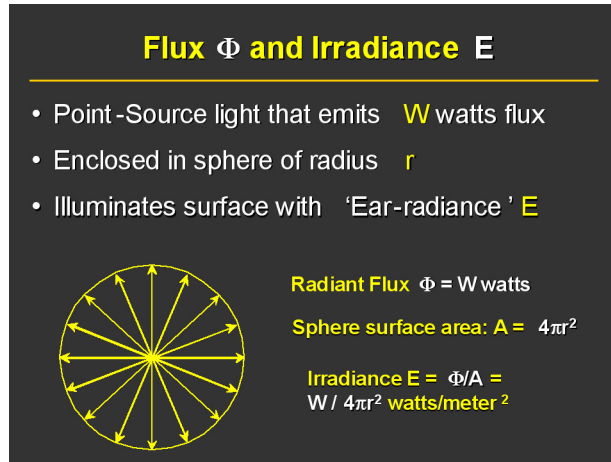 Flux Φ and Irradiance E
• Point-Source light that emits W watts flux
• Enclosed in sphere of radius r
• Illuminates surface with ‘Ear-radiance’ E
Radiant Flux Φ = W watts
Sphere surface area: A = 4πr²
Irradiance E = Φ/A =
W / 4πr² watts/meter ²